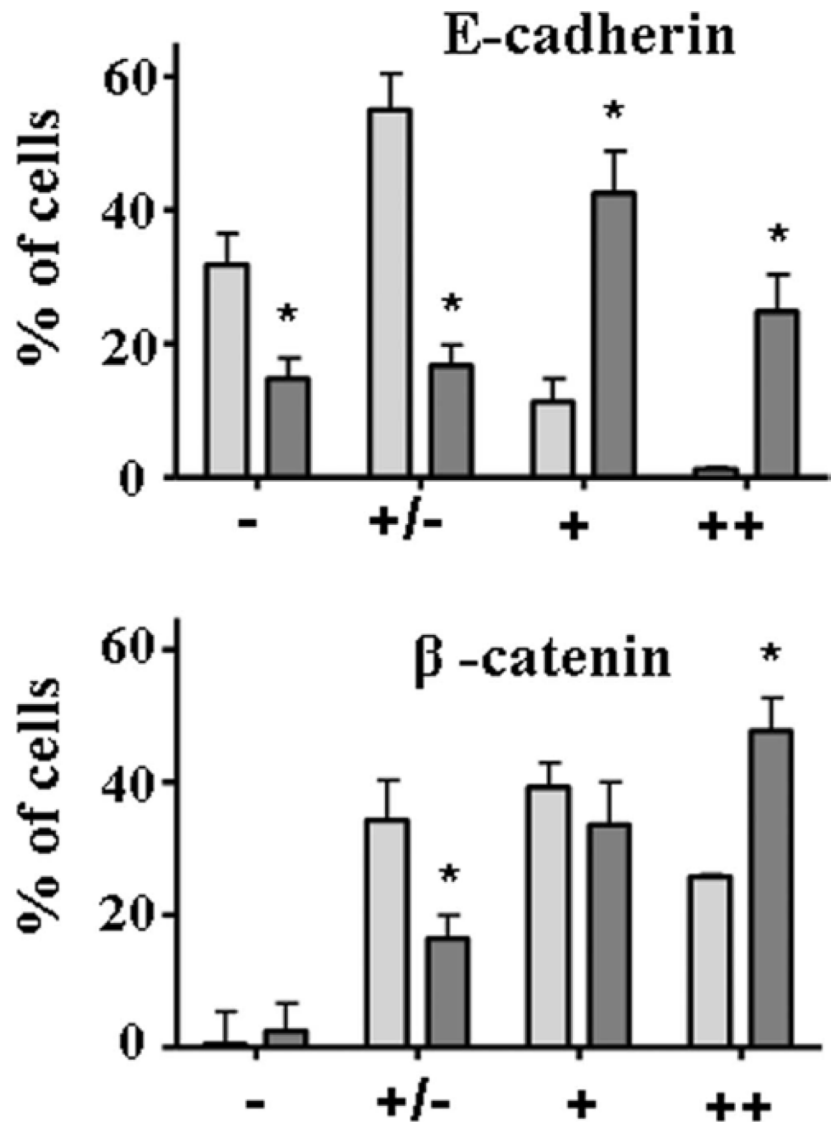 E-cadherin
% of cells
60
40
20
0
*
*
*
*
- +/- + ++
β -catenin
% of cells
60
40
20
0
*
*
- +/- + ++